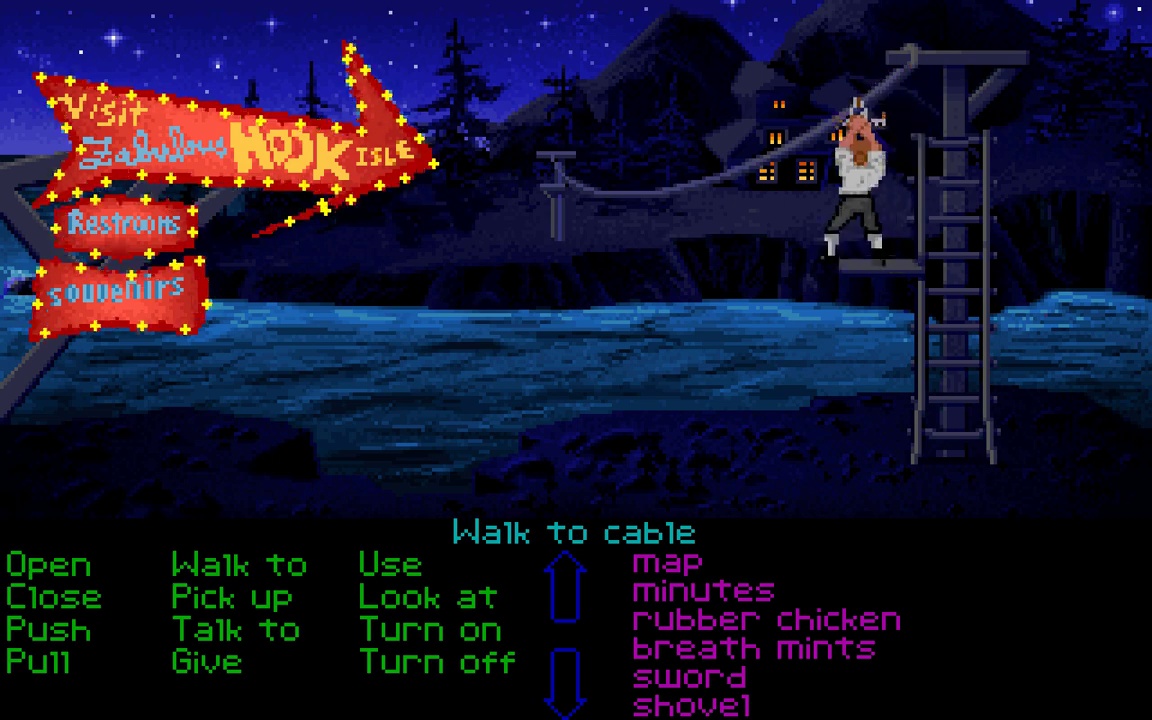 Visit
Fabulous HOOK ISLE
Restrooms
Souvenirs
Walk to cable
Open Walk to Use
Close Pick up Look at
Push Talk to Turn on
Pull Give Turn off
map
minutes
rubber chicken
breath mints
sword
shovel